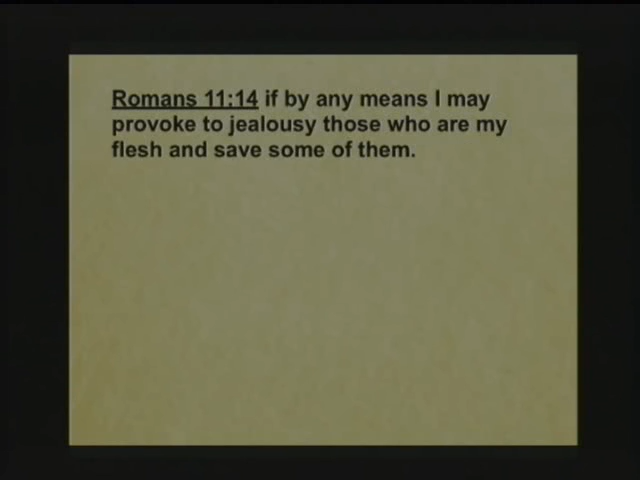 Romans 11:14 if by any means I may
provoke to jealousy those who are my
flesh and save some of them.